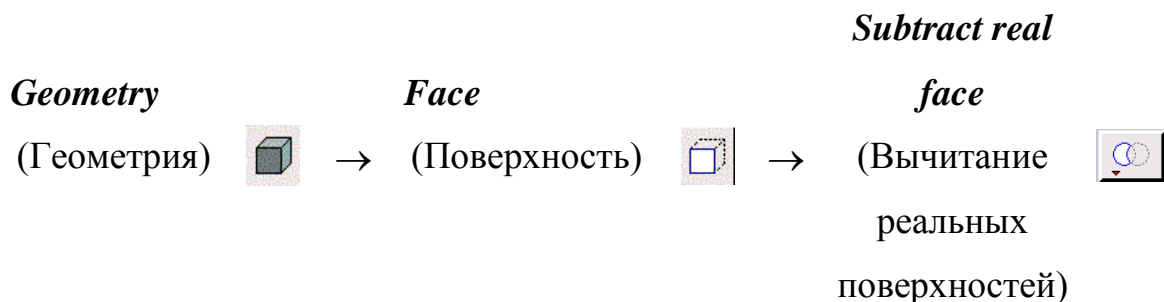 Subtract real
Geometry Face face
(Геометрия) → (Поверхность) → (Вычитание
реальных
поверхностей)